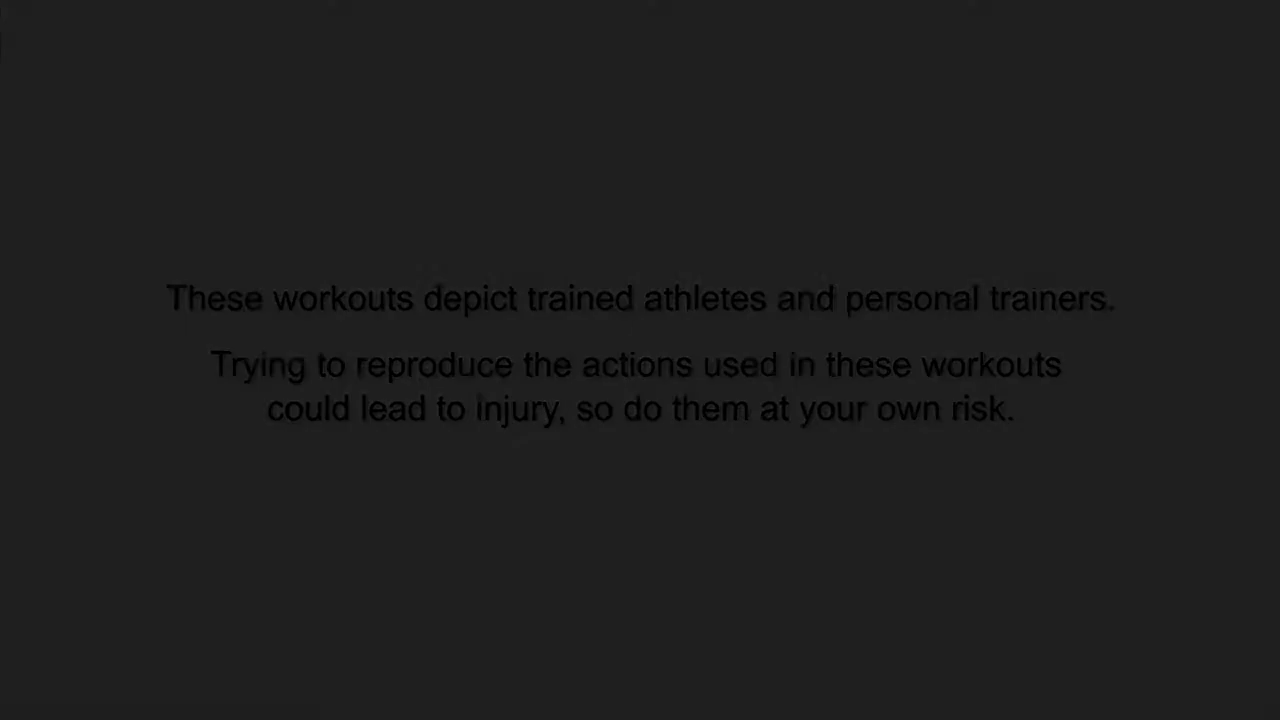 These workouts depict trained athletes and personal trainers.
Trying to reproduce the actions used in these workouts
could lead to injury, so do them at your own risk.